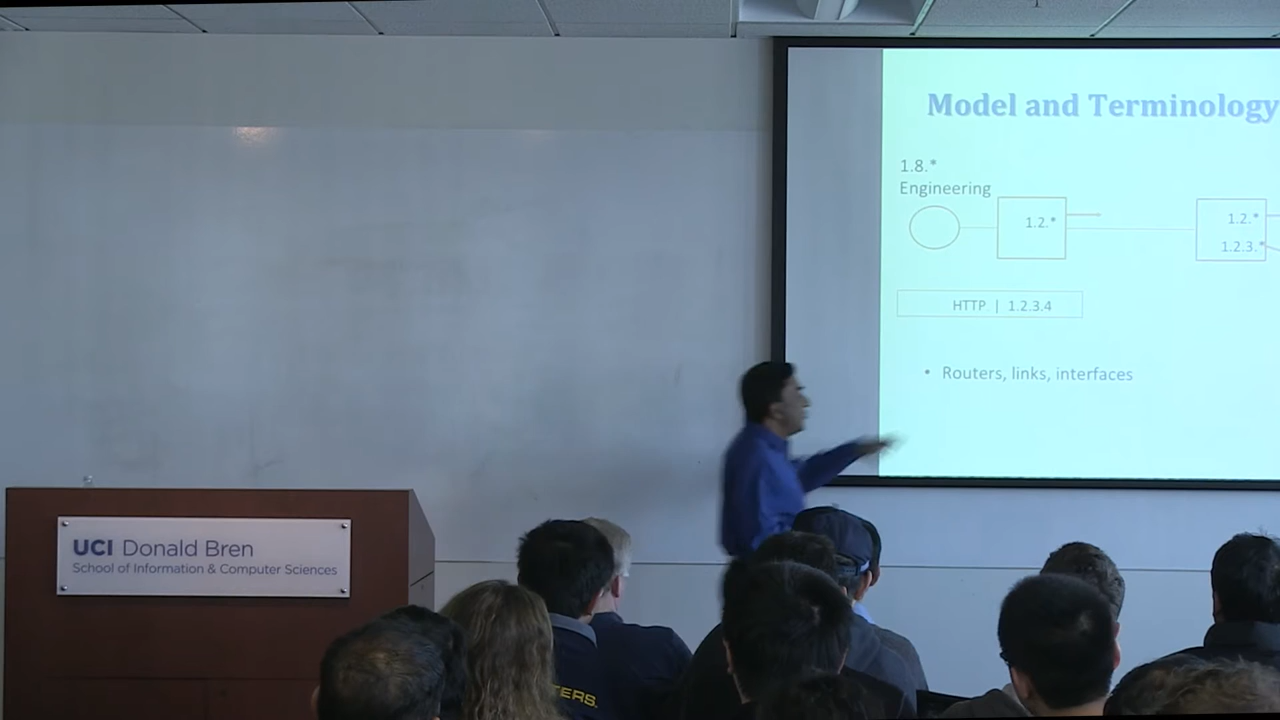 Model and Terminology
1.8.*
Engineering
1.2.*
1.2.*
1.2.3.*
HTTP | 1.2.3.4
• Routers, links, interfaces
UCI Donald Bren
School of Information & Computer Sciences
ERS.